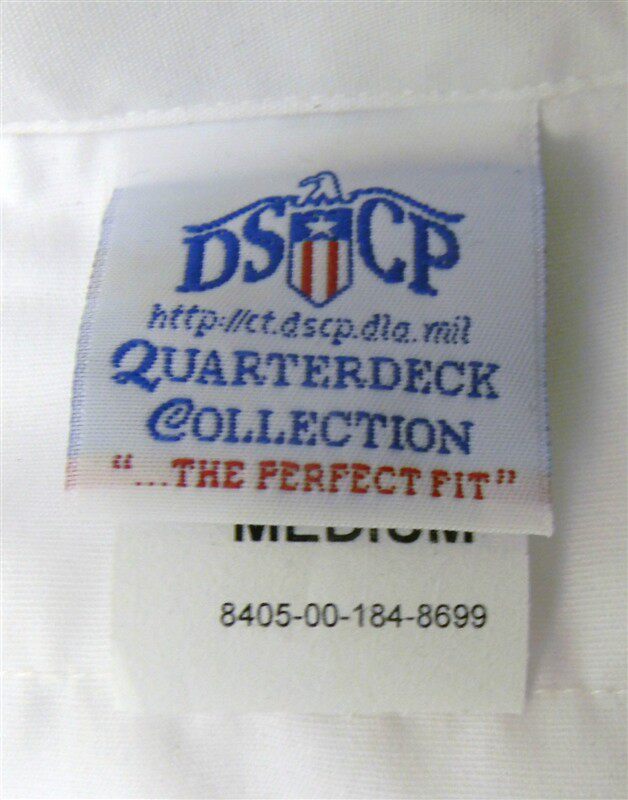 DSCP
http://ct.dscp.dla.mil
QUARTERDECK
COLLECTION
"...THE PERFECT FIT"
MEDIUM
8405-00-184-8699